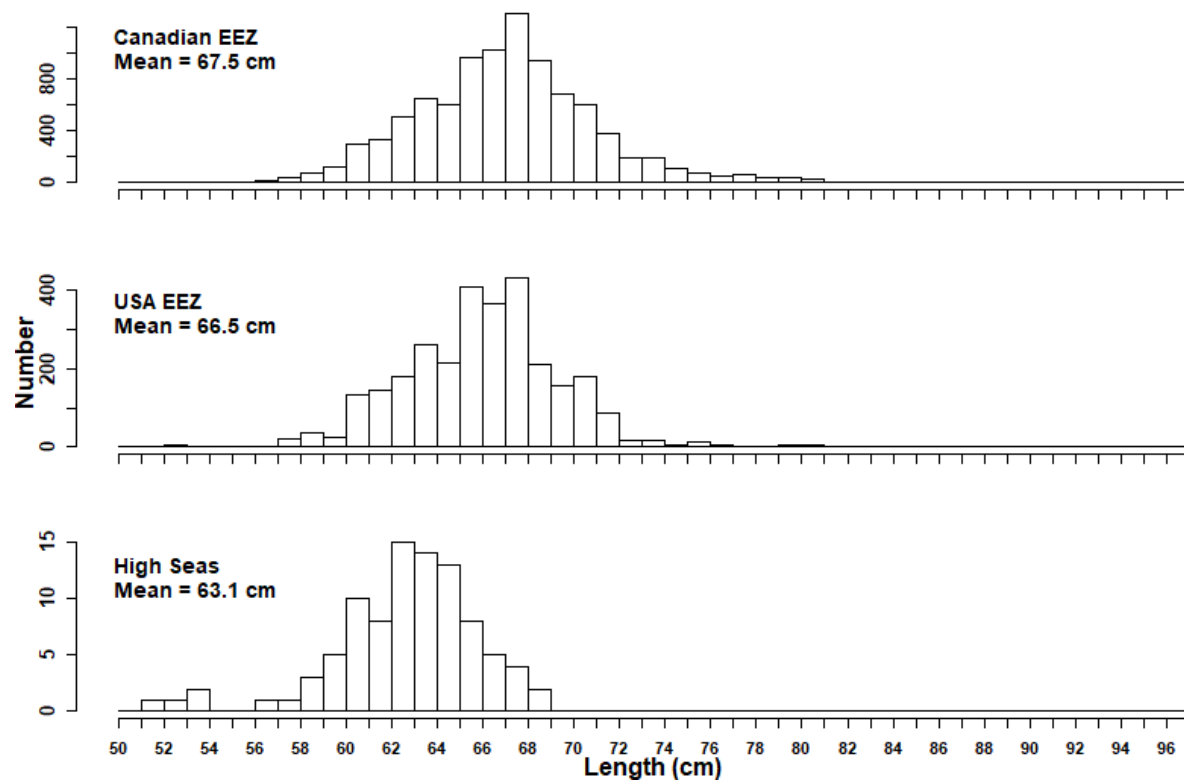 Canadian EEZ
Mean = 67.5 cm
800
400
0
USA EEZ
Mean = 66.5 cm
400
200
0
Number
High Seas
Mean = 63.1 cm
15
10
5
0
50 52 54 56 58 60 62 64 66 68 70 72 74 76 78 80 82 84 86 88 90 92 94 96
Length (cm)